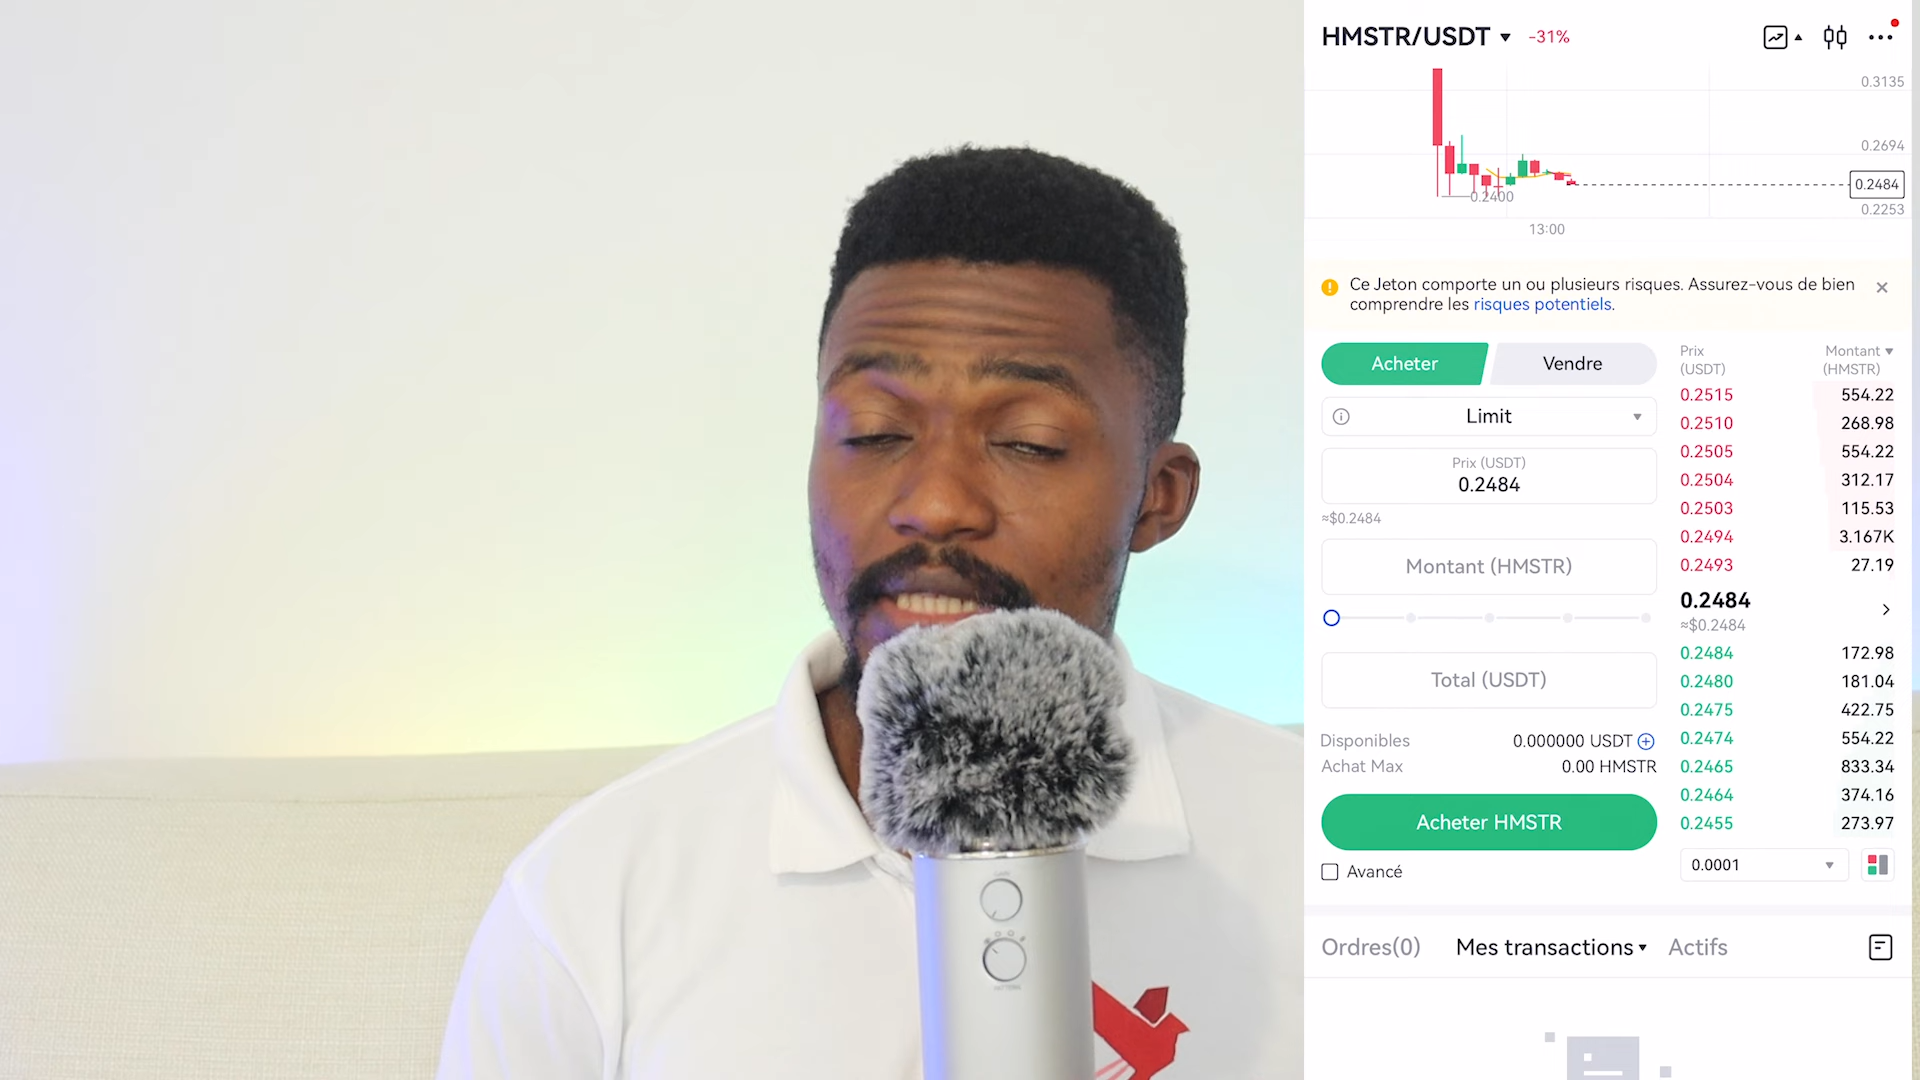 HMSTR/USDT -31%
0.3135
0.2694
0.2484
0.2400
0.2253
13:00
Ce Jeton comporte un ou plusieurs risques. Assurez-vous de bien
comprendre les risques potentiels.
Acheter Vendre
Limit
Prix (USDT)
0.2484
≈$0.2484
Montant (HMSTR)
Total (USDT)
Disponibles 0.000000 USDT
Achat Max 0.00 HMSTR
Acheter HMSTR
Avancé
Prix Montant
(USDT) (HMSTR)
0.2515 554.22
0.2510 268.98
0.2505 554.22
0.2504 312.17
0.2503 115.53
0.2494 3.167K
0.2493 27.19
0.2484
≈$0.2484
0.2484 172.98
0.2480 181.04
0.2475 422.75
0.2474 554.22
0.2465 833.34
0.2464 374.16
0.2455 273.97
0.0001
Ordres(0) Mes transactions Actifs